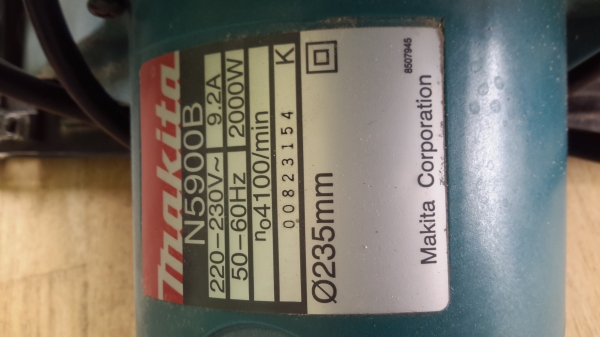 Makita
N5900B
220–230V~ 9.2A
50–60Hz 2000W
n₀4100/min
00823154 K
Ø235mm
Makita Corporation
8507945